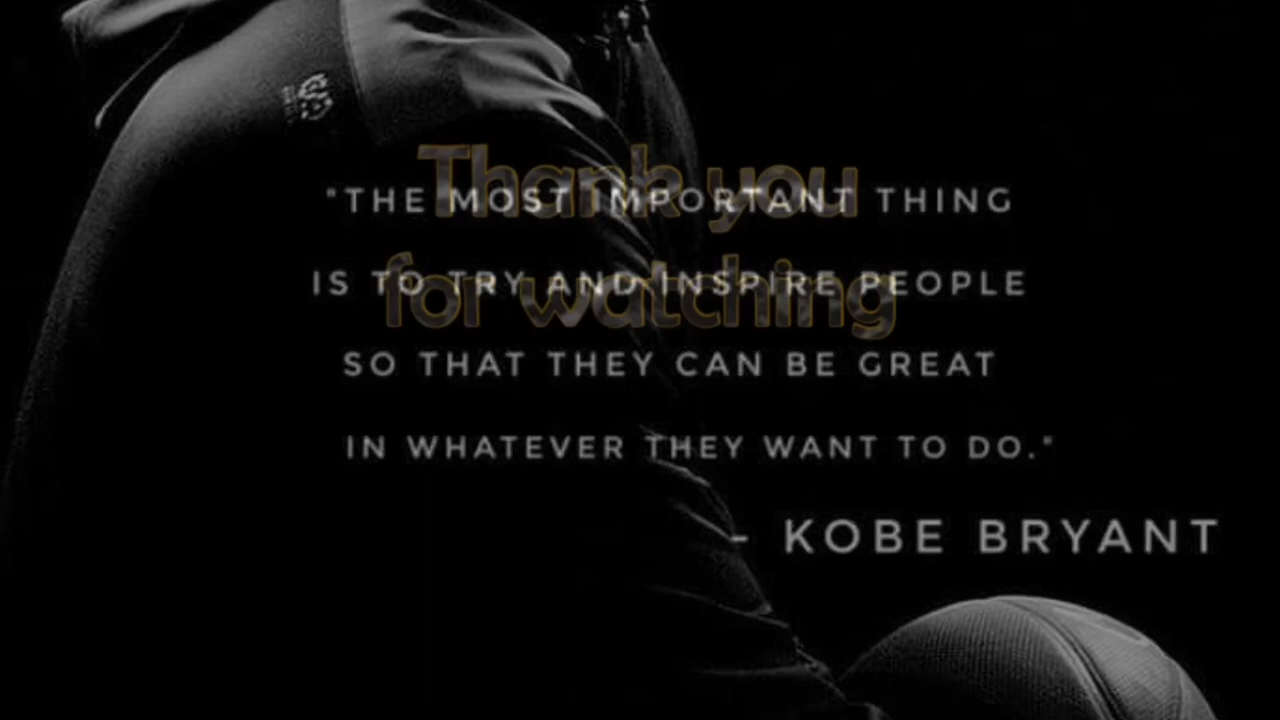 Thank you
"THE MOST IMPORTANT THING
for watching
IS TO TRY AND INSPIRE PEOPLE
SO THAT THEY CAN BE GREAT
IN WHATEVER THEY WANT TO DO."
- KOBE BRYANT